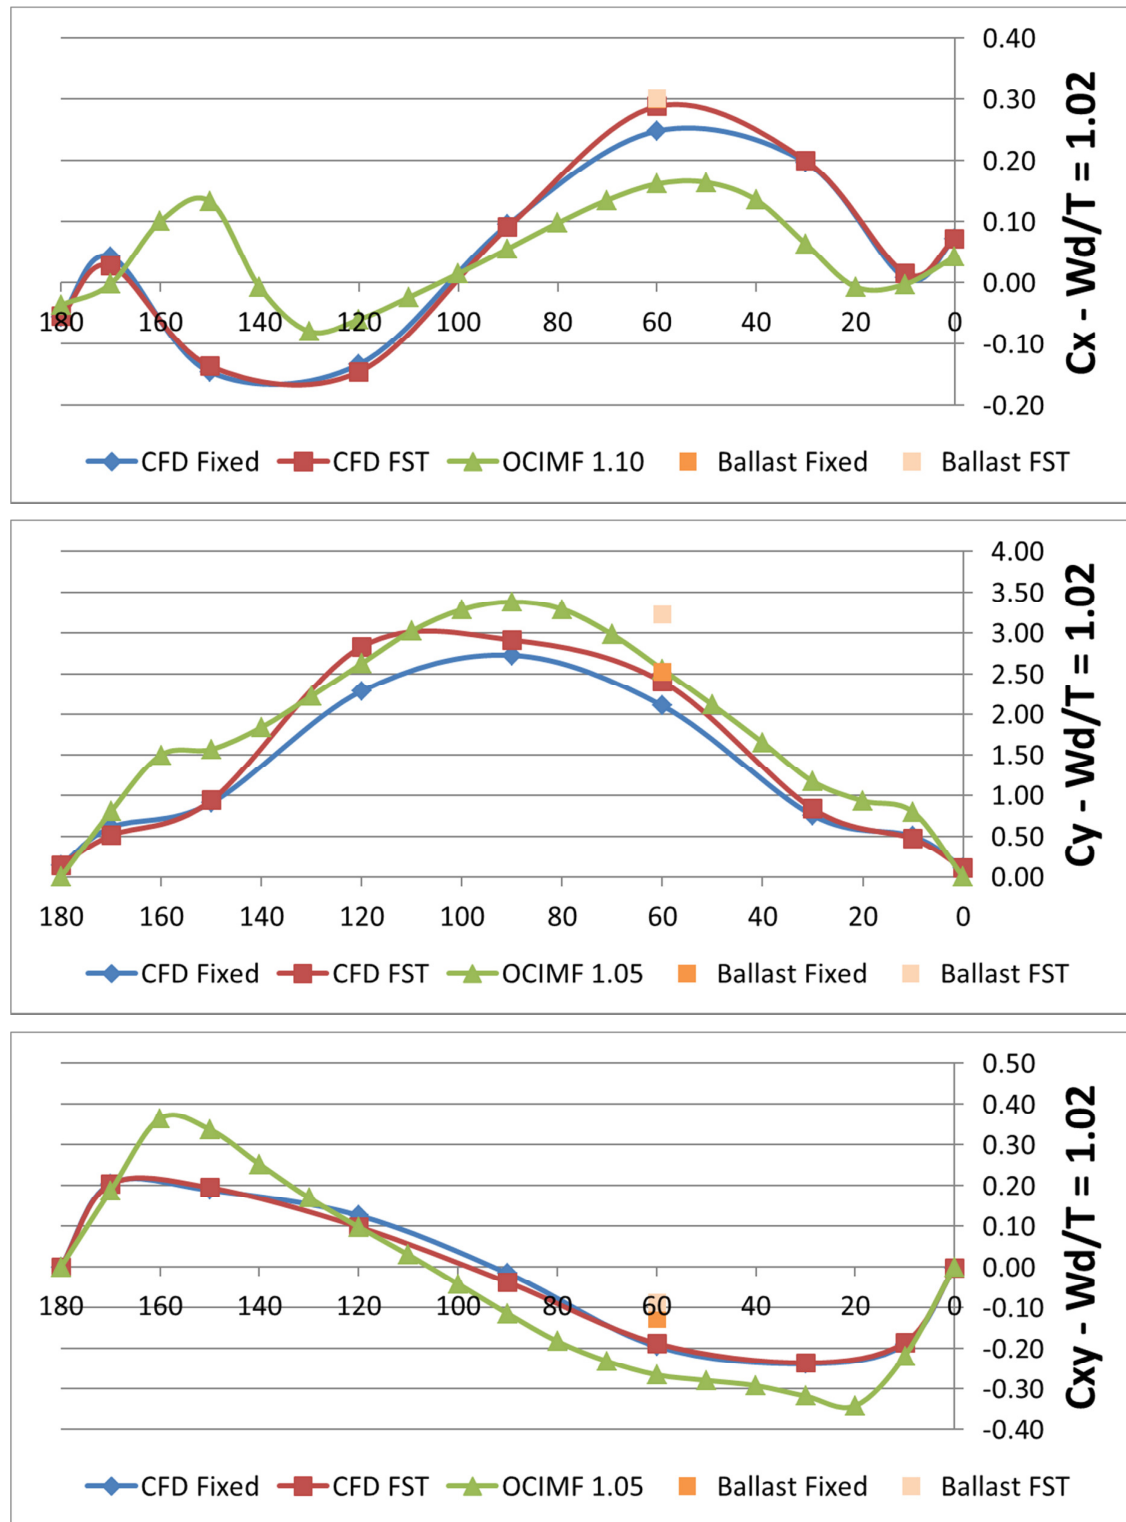 0.40
0.30
0.20
0.10
0.00
-0.10
-0.20
180 160 140 120 100 80 60 40 20 0
Cx - Wd/T = 1.02
CFD Fixed CFD FST OCIMF 1.10 Ballast Fixed Ballast FST
4.00
3.50
3.00
2.50
2.00
1.50
1.00
0.50
0.00
180 160 140 120 100 80 60 40 20 0
Cy - Wd/T = 1.02
CFD Fixed CFD FST OCIMF 1.05 Ballast Fixed Ballast FST
0.50
0.40
0.30
0.20
0.10
0.00
-0.10
-0.20
-0.30
-0.40
180 160 140 120 100 80 60 40 20 0
Cxy - Wd/T = 1.02
CFD Fixed CFD FST OCIMF 1.05 Ballast Fixed Ballast FST